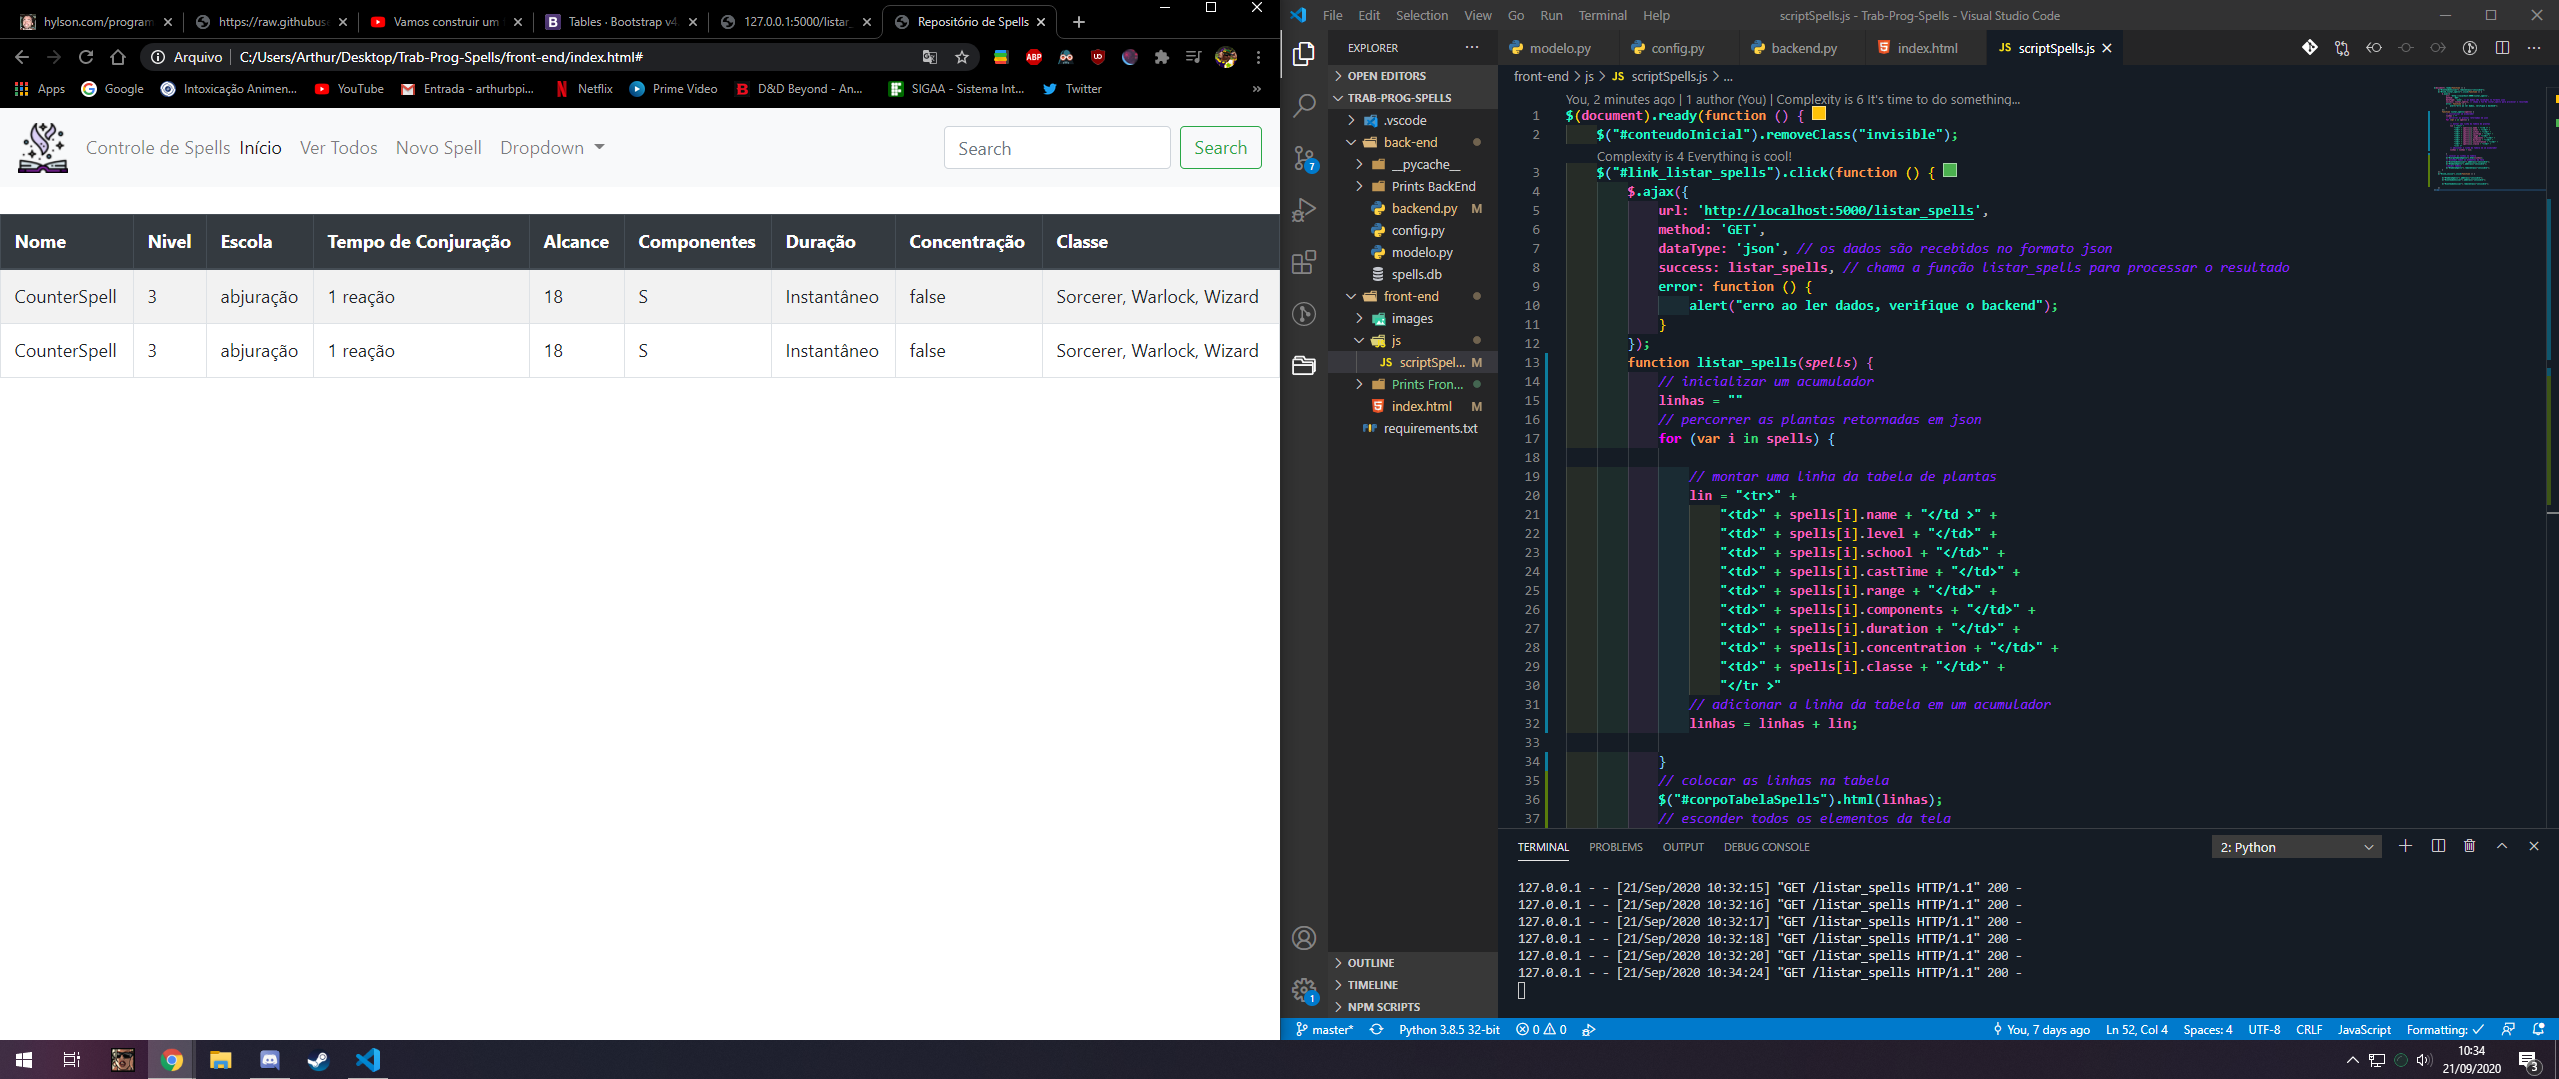 hylson.com/program
https://raw.githubus
Vamos construir um
Tables · Bootstrap v4.
127.0.0.1:5000/listar_
Repositório de Spells
Arquivo
C:/Users/Arthur/Desktop/Trab-Prog-Spells/front-end/index.html#
Apps
Google
Intoxicação Animen...
YouTube
Entrada - arthurbpi...
Netflix
Prime Video
D&D Beyond - An...
SIGAA - Sistema Int...
Twitter
»
Controle de Spells Início Ver Todos Novo Spell Dropdown
Search
Search
Nome Nivel Escola Tempo de Conjuração Alcance Componentes Duração Concentração Classe
CounterSpell 3 abjuração 1 reação 18 S Instantâneo false Sorcerer, Warlock, Wizard
CounterSpell 3 abjuração 1 reação 18 S Instantâneo false Sorcerer, Warlock, Wizard
File Edit Selection View Go Run Terminal Help
scriptSpells.js - Trab-Prog-Spells - Visual Studio Code
EXPLORER
OPEN EDITORS
TRAB-PROG-SPELLS
.vscode
back-end
__pycache__
Prints BackEnd
backend.py M
config.py
modelo.py
spells.db
front-end
images
js
JS scriptSpel... M
Prints Fron...
index.html M
requirements.txt
OUTLINE
TIMELINE
NPM SCRIPTS
modelo.py
config.py
backend.py
index.html
JS scriptSpells.js
front-end > js > JS scriptSpells.js > ...
You, 2 minutes ago | 1 author (You) | Complexity is 6 It's time to do something...
1 $(document).ready(function () {
2 $("#conteudoInicial").removeClass("invisible");
Complexity is 4 Everything is cool!
3 $("#link_listar_spells").click(function () {
4 $.ajax({
5 url: 'http://localhost:5000/listar_spells',
6 method: 'GET',
7 dataType: 'json', // os dados são recebidos no formato json
8 success: listar_spells, // chama a função listar_spells para processar o resultado
9 error: function () {
10 alert("erro ao ler dados, verifique o backend");
11 }
12 });
13 function listar_spells(spells) {
14 // inicializar um acumulador
15 linhas = ""
16 // percorrer as plantas retornadas em json
17 for (var i in spells) {
18
19 // montar uma linha da tabela de plantas
20 lin = "<tr>" +
21 "<td>" + spells[i].name + "</td >" +
22 "<td>" + spells[i].level + "</td>" +
23 "<td>" + spells[i].school + "</td>" +
24 "<td>" + spells[i].castTime + "</td>" +
25 "<td>" + spells[i].range + "</td>" +
26 "<td>" + spells[i].components + "</td>" +
27 "<td>" + spells[i].duration + "</td>" +
28 "<td>" + spells[i].concentration + "</td>" +
29 "<td>" + spells[i].classe + "</td>" +
30 "</tr >"
31 // adicionar a linha da tabela em um acumulador
32 linhas = linhas + lin;
33
34 }
35 // colocar as linhas na tabela
36 $("#corpoTabelaSpells").html(linhas);
37 // esconder todos os elementos da tela
TERMINAL PROBLEMS OUTPUT DEBUG CONSOLE
2: Python
127.0.0.1 - - [21/Sep/2020 10:32:15] "GET /listar_spells HTTP/1.1" 200 -
127.0.0.1 - - [21/Sep/2020 10:32:16] "GET /listar_spells HTTP/1.1" 200 -
127.0.0.1 - - [21/Sep/2020 10:32:17] "GET /listar_spells HTTP/1.1" 200 -
127.0.0.1 - - [21/Sep/2020 10:32:18] "GET /listar_spells HTTP/1.1" 200 -
127.0.0.1 - - [21/Sep/2020 10:32:20] "GET /listar_spells HTTP/1.1" 200 -
127.0.0.1 - - [21/Sep/2020 10:34:24] "GET /listar_spells HTTP/1.1" 200 -
master* Python 3.8.5 32-bit 0 0
You, 7 days ago Ln 52, Col 4 Spaces: 4 UTF-8 CRLF JavaScript Formatting: ✓
10:34
21/09/2020
3